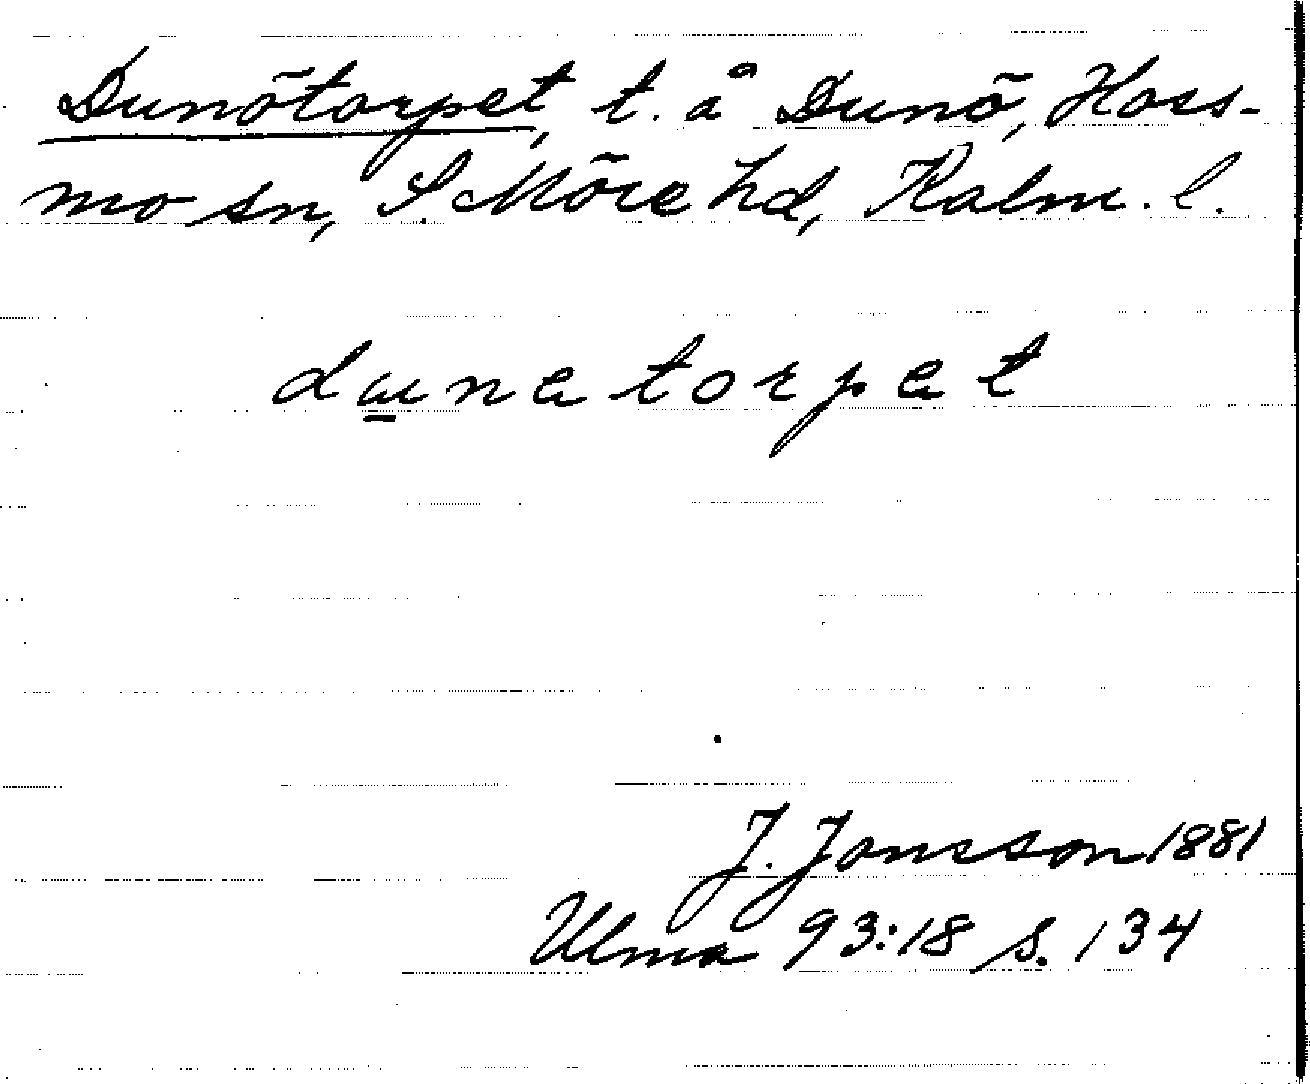 Dunötorpet, t. å Dunö, Hoss-
mo sn, S. Möre hd, Kalm. l.
dunetorpet
J. Jonsson 1881
Ulma 93:18 s. 134